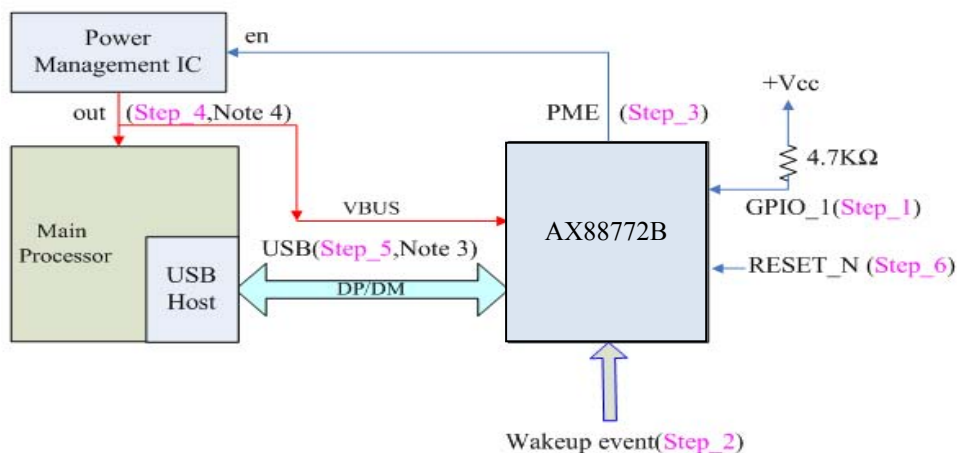 Power
Management IC
en
out (Step_4,Note 4)
PME (Step_3)
+Vcc
4.7KΩ
GPIO_1(Step_1)
VBUS
AX88772B
Main
Processor
USB(Step_5,Note 3)
USB
Host
DP/DM
RESET_N (Step_6)
Wakeup event(Step_2)